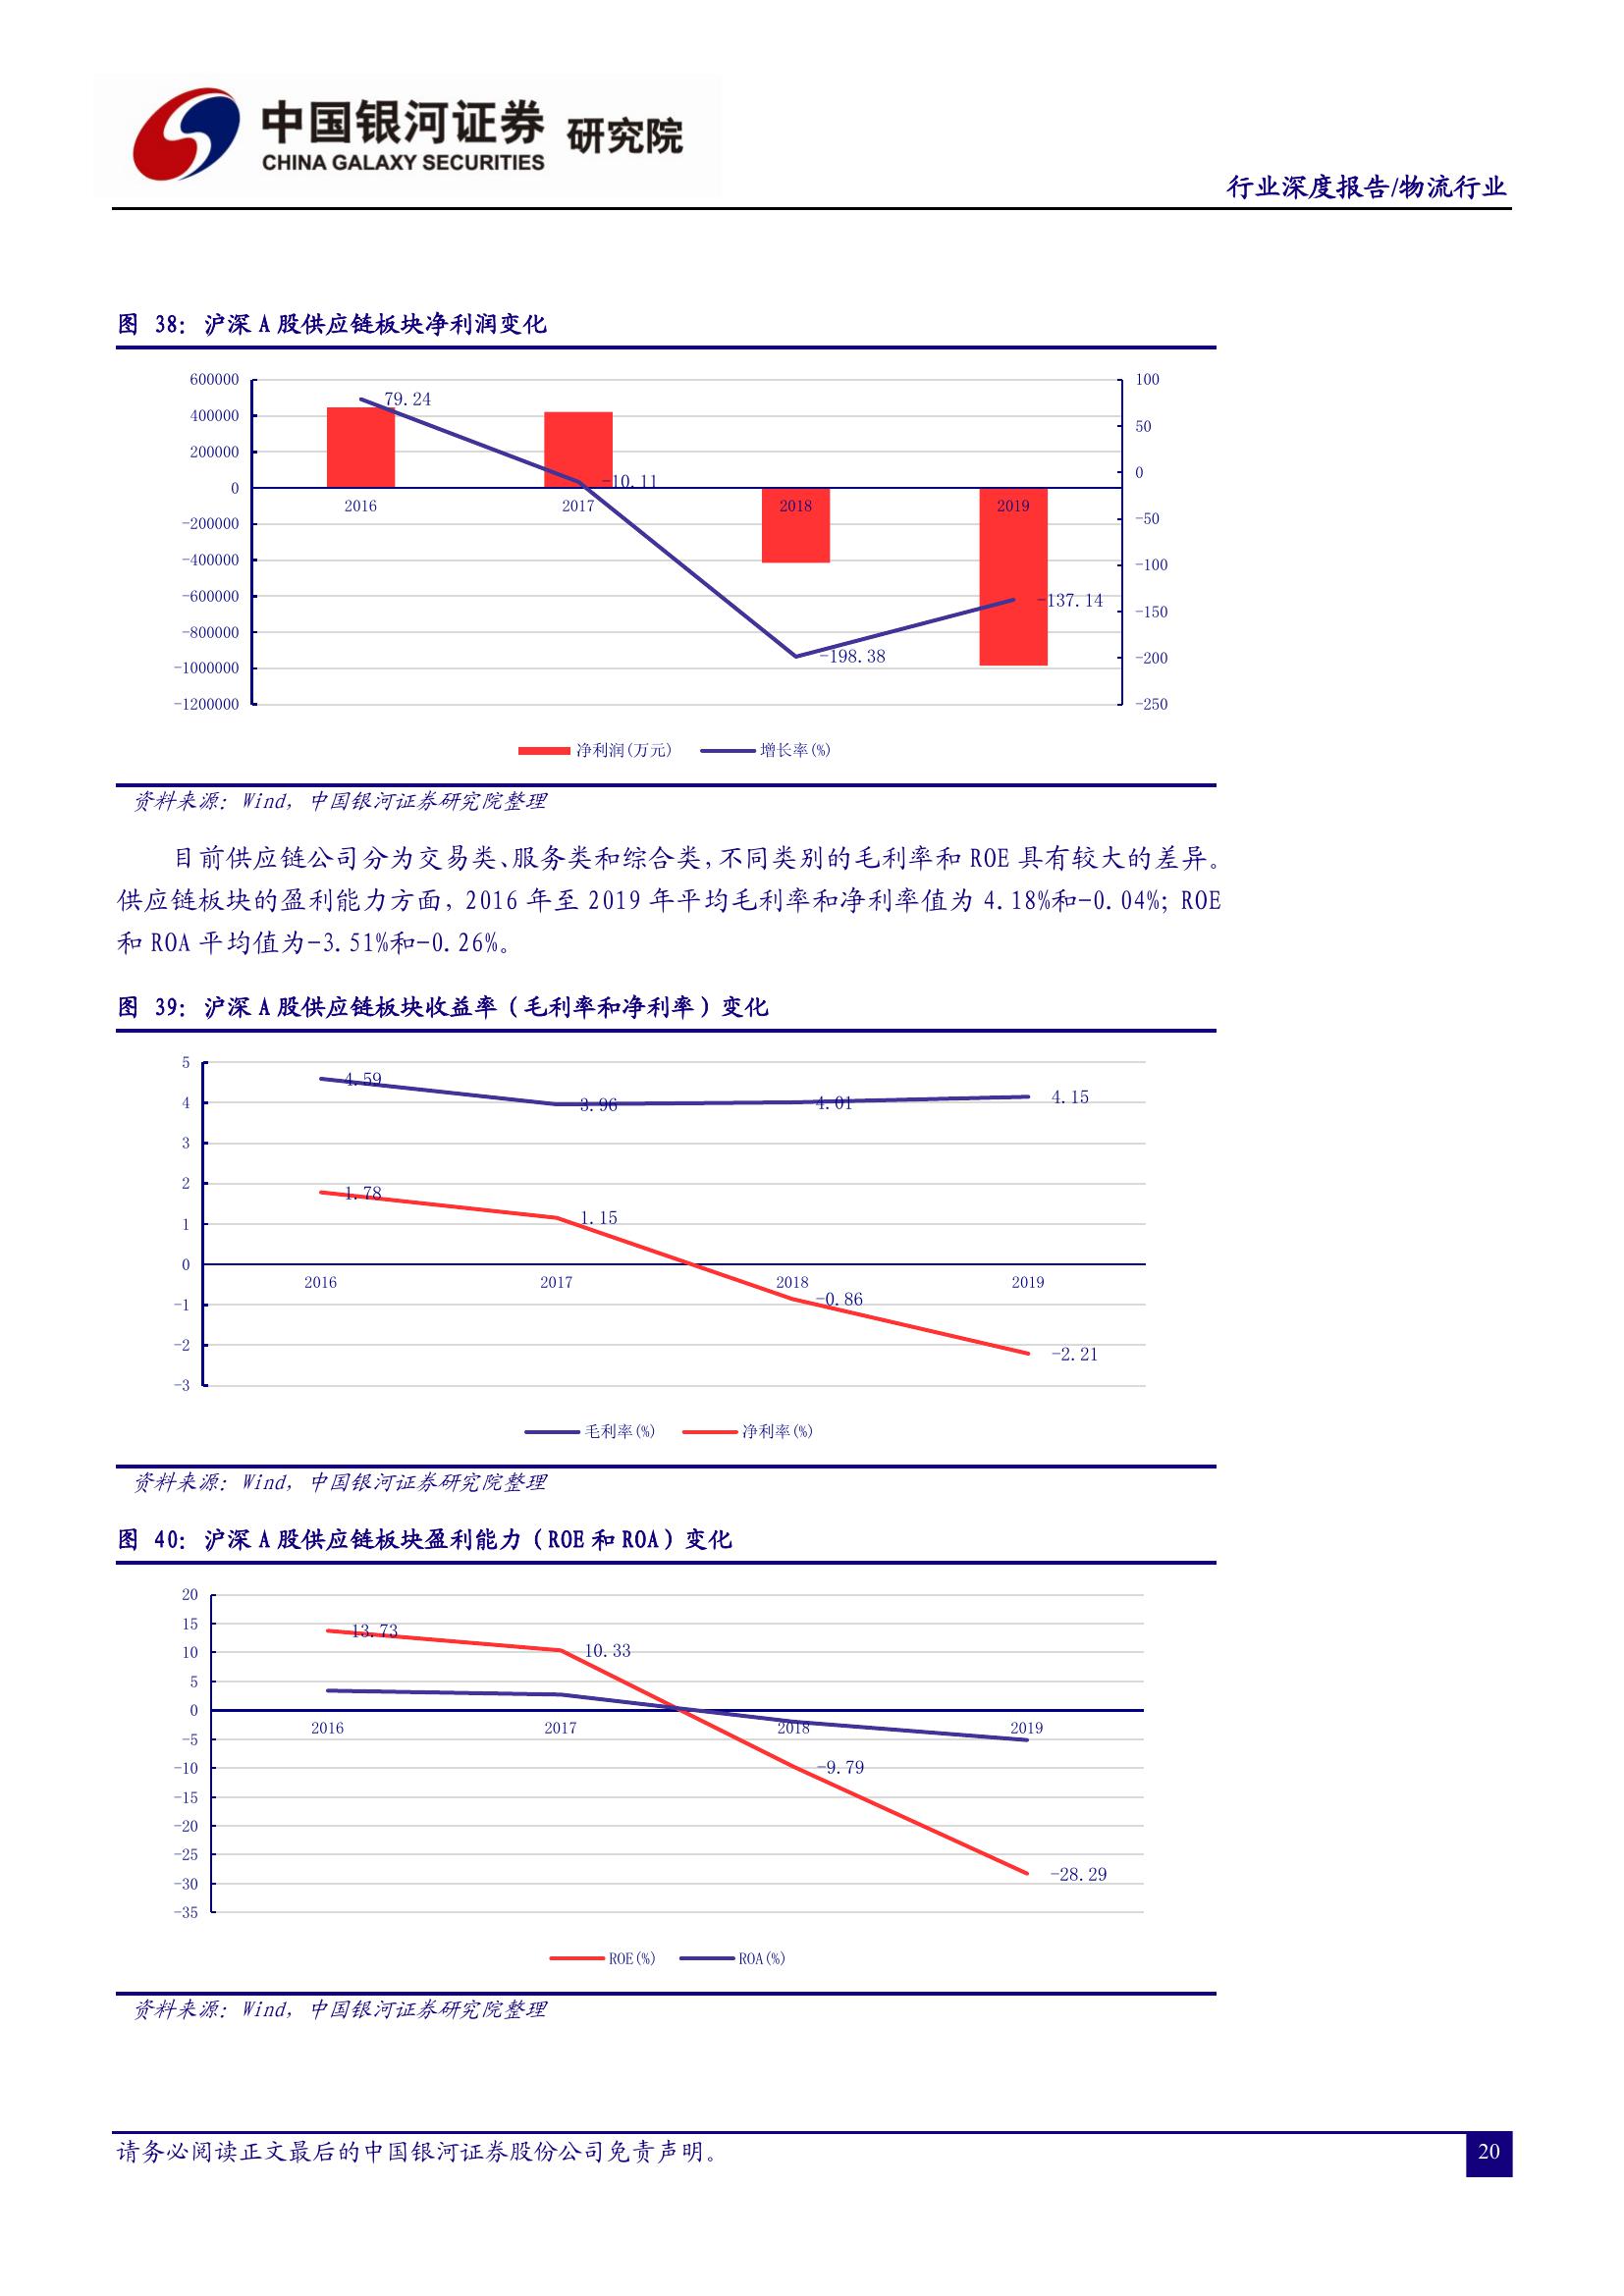 中国银河证券 研究院
CHINA GALAXY SECURITIES
行业深度报告/物流行业
图 38: 沪深 A 股供应链板块净利润变化
600000
400000
200000
0
-200000
-400000
-600000
-800000
-1000000
-1200000
100
50
0
-50
-100
-150
-200
-250
79.24
-10.11
-198.38
-137.14
2016 2017 2018 2019
净利润(万元) 增长率(%)
资料来源: Wind, 中国银河证券研究院整理
目前供应链公司分为交易类、服务类和综合类,不同类别的毛利率和 ROE 具有较大的差异。
供应链板块的盈利能力方面, 2016 年至 2019 年平均毛利率和净利率值为 4.18%和-0.04%; ROE
和 ROA 平均值为-3.51%和-0.26%。
图 39: 沪深 A 股供应链板块收益率（毛利率和净利率）变化
5
4
3
2
1
0
-1
-2
-3
4.59 3.96 4.01 4.15
1.78 1.15 -0.86 -2.21
2016 2017 2018 2019
毛利率(%) 净利率(%)
资料来源: Wind, 中国银河证券研究院整理
图 40: 沪深 A 股供应链板块盈利能力（ROE 和 ROA）变化
20
15
10
5
0
-5
-10
-15
-20
-25
-30
-35
13.73 10.33 -9.79 -28.29
2016 2017 2018 2019
ROE(%) ROA(%)
资料来源: Wind, 中国银河证券研究院整理
请务必阅读正文最后的中国银河证券股份公司免责声明。
20